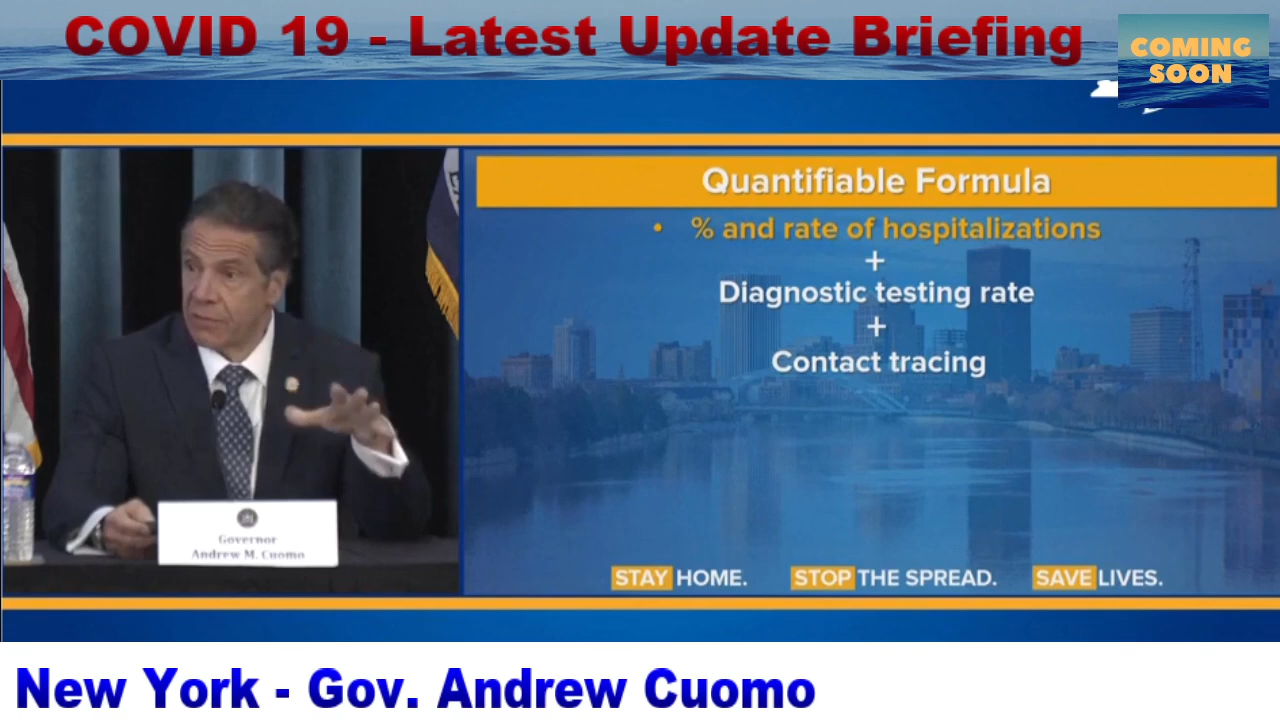 COVID 19 - Latest Update Briefing
COMING
SOON
Quantifiable Formula
• % and rate of hospitalizations
+
Diagnostic testing rate
+
Contact tracing
Governor
Andrew M. Cuomo
STAY HOME. STOP THE SPREAD. SAVE LIVES.
New York - Gov. Andrew Cuomo